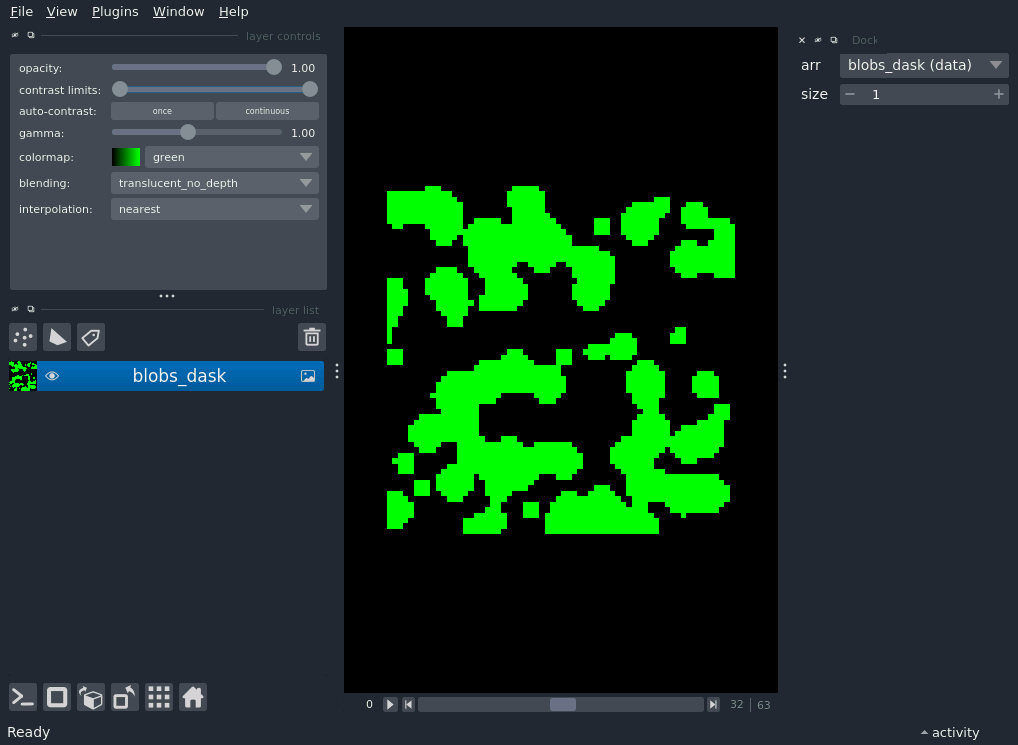 File View Plugins Window Help
layer controls
opacity: 1.00
contrast limits:
auto-contrast: once continuous
gamma: 1.00
colormap: green
blending: translucent_no_depth
interpolation: nearest
layer list
blobs_dask
Dock
arr blobs_dask (data)
size 1
0 32 | 63
Ready
activity